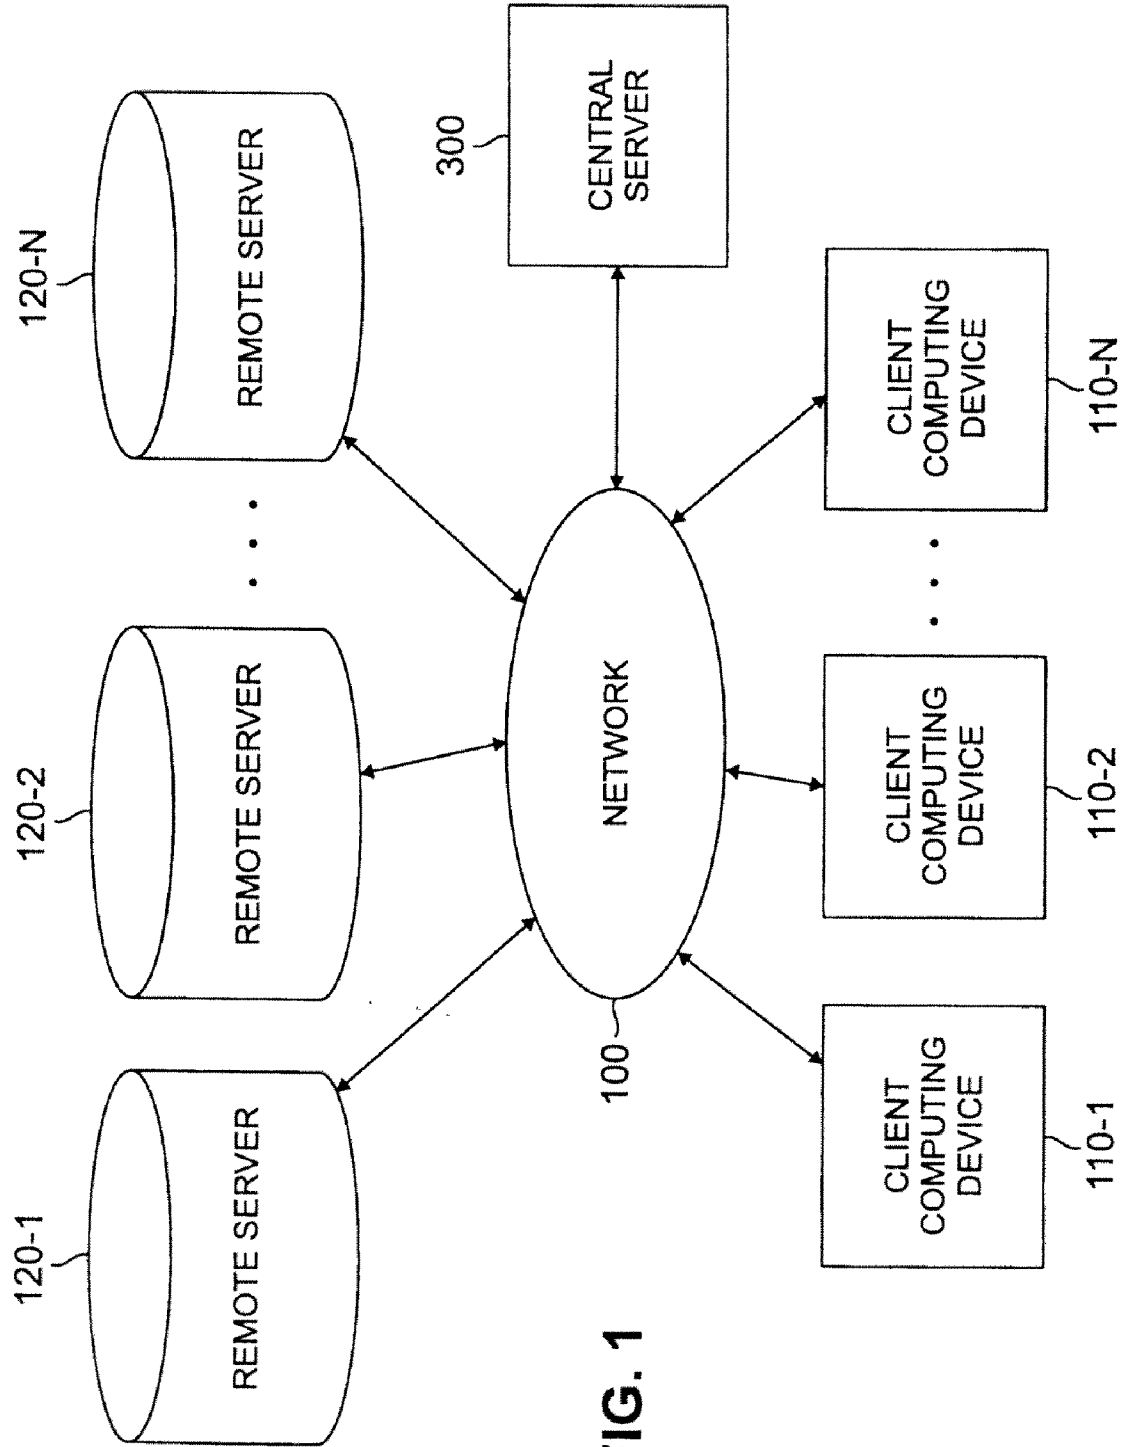 120-1
120-2
120-N
REMOTE SERVER
REMOTE SERVER
REMOTE SERVER
300
CENTRAL
SERVER
NETWORK
100
CLIENT
COMPUTING
DEVICE
CLIENT
COMPUTING
DEVICE
CLIENT
COMPUTING
DEVICE
110-1
110-2
110-N
FIG. 1